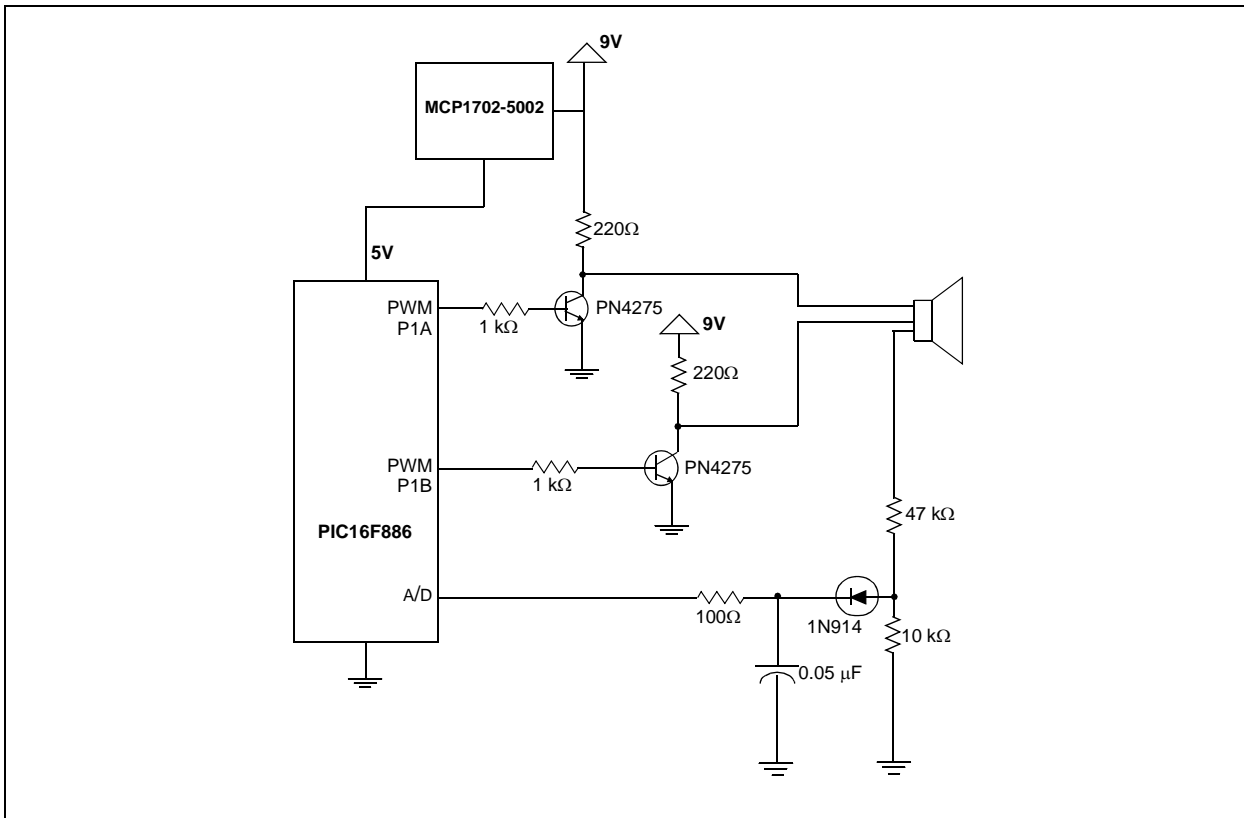 9V
MCP1702-5002
220Ω
5V
PWM
P1A
1 kΩ
PN4275
9V
220Ω
PWM
P1B
1 kΩ
PN4275
47 kΩ
PIC16F886
A/D
100Ω
1N914
10 kΩ
0.05 μF